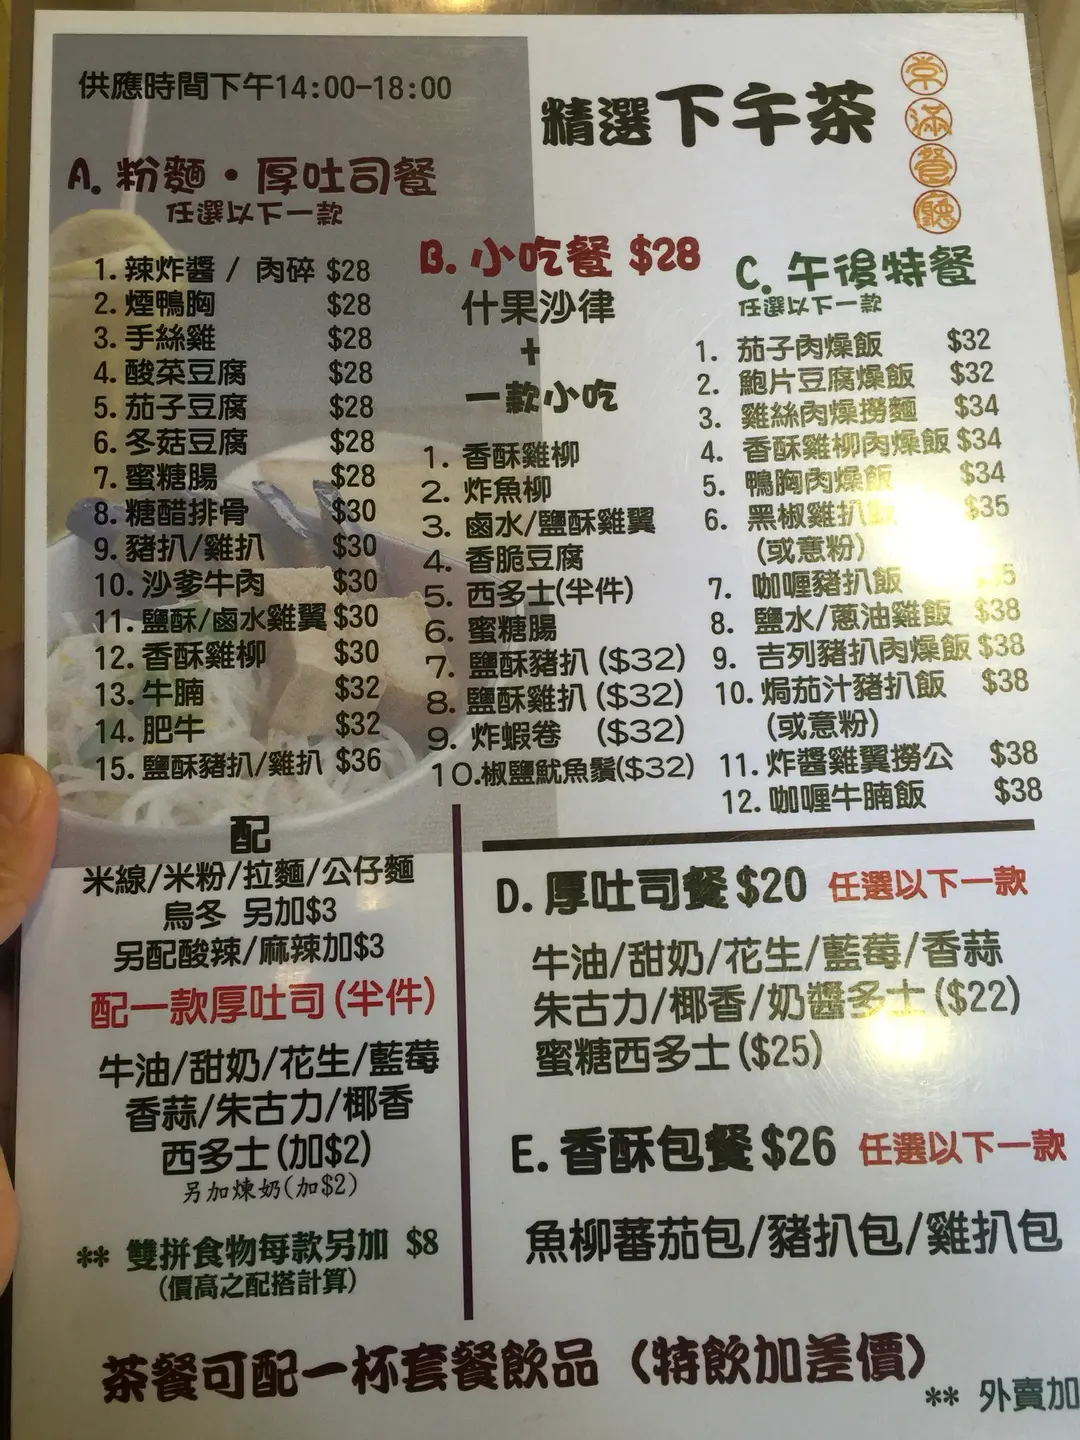 供應時間下午14:00-18:00
精選下午茶
常滿餐廳
A. 粉麵・厚吐司餐
任選以下一款
1. 辣炸醬 / 肉碎 $28
2. 煙鴨胸 $28
3. 手絲雞 $28
4. 酸菜豆腐 $28
5. 茄子豆腐 $28
6. 冬菇豆腐 $28
7. 蜜糖腸 $28
8. 糖醋排骨 $30
9. 豬扒/雞扒 $30
10. 沙爹牛肉 $30
11. 鹽酥/鹵水雞翼 $30
12. 香酥雞柳 $30
13. 牛腩 $32
14. 肥牛 $32
15. 鹽酥豬扒/雞扒 $36
配
米線/米粉/拉麵/公仔麵
烏冬 另加$3
另配酸辣/麻辣加$3
配一款厚吐司(半件)
牛油/甜奶/花生/藍莓
香蒜/朱古力/椰香
西多士(加$2)
另加煉奶(加$2)
** 雙拼食物每款另加 $8
(價高之配搭計算)
B. 小吃餐 $28
什果沙律
+
一款小吃
1. 香酥雞柳
2. 炸魚柳
3. 鹵水/鹽酥雞翼
4. 香脆豆腐
5. 西多士(半件)
6. 蜜糖腸
7. 鹽酥豬扒 ($32)
8. 鹽酥雞扒 ($32)
9. 炸蝦卷 ($32)
10.椒鹽魷魚鬚($32)
C. 午後特餐
任選以下一款
1. 茄子肉燥飯 $32
2. 鮑片豆腐燥飯 $32
3. 雞絲肉燥撈麵 $34
4. 香酥雞柳肉燥飯 $34
5. 鴨胸肉燥飯 $34
6. 黑椒雞扒 $35
(或意粉)
7. 咖喱豬扒飯
8. 鹽水/蔥油雞飯 $38
9. 吉列豬扒肉燥飯 $38
10. 焗茄汁豬扒飯 $38
(或意粉)
11. 炸醬雞翼撈公 $38
12. 咖喱牛腩飯 $38
D. 厚吐司餐 $20 任選以下一款
牛油/甜奶/花生/藍莓/香蒜
朱古力/椰香/奶醬多士($22)
蜜糖西多士($25)
E. 香酥包餐 $26 任選以下一款
魚柳蕃茄包/豬扒包/雞扒包
茶餐可配一杯套餐飲品（特飲加差價）
** 外賣加